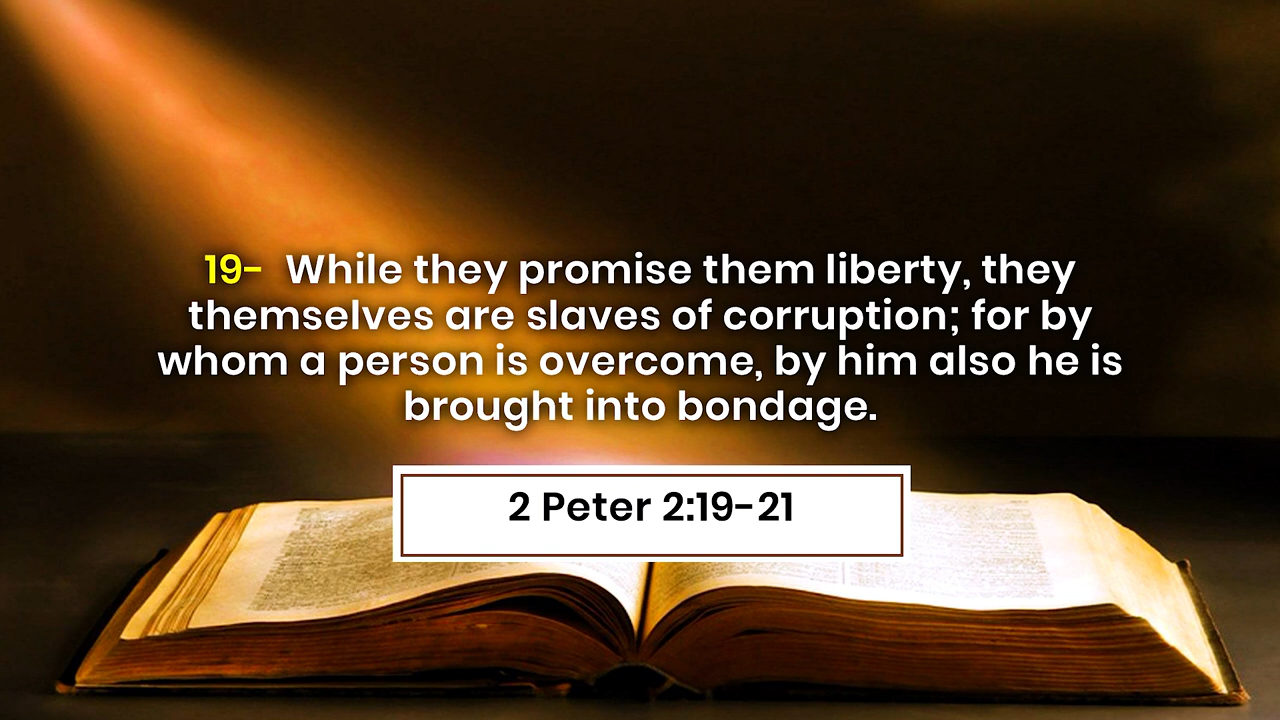 19- While they promise them liberty, they
themselves are slaves of corruption; for by
whom a person is overcome, by him also he is
brought into bondage.
2 Peter 2:19-21